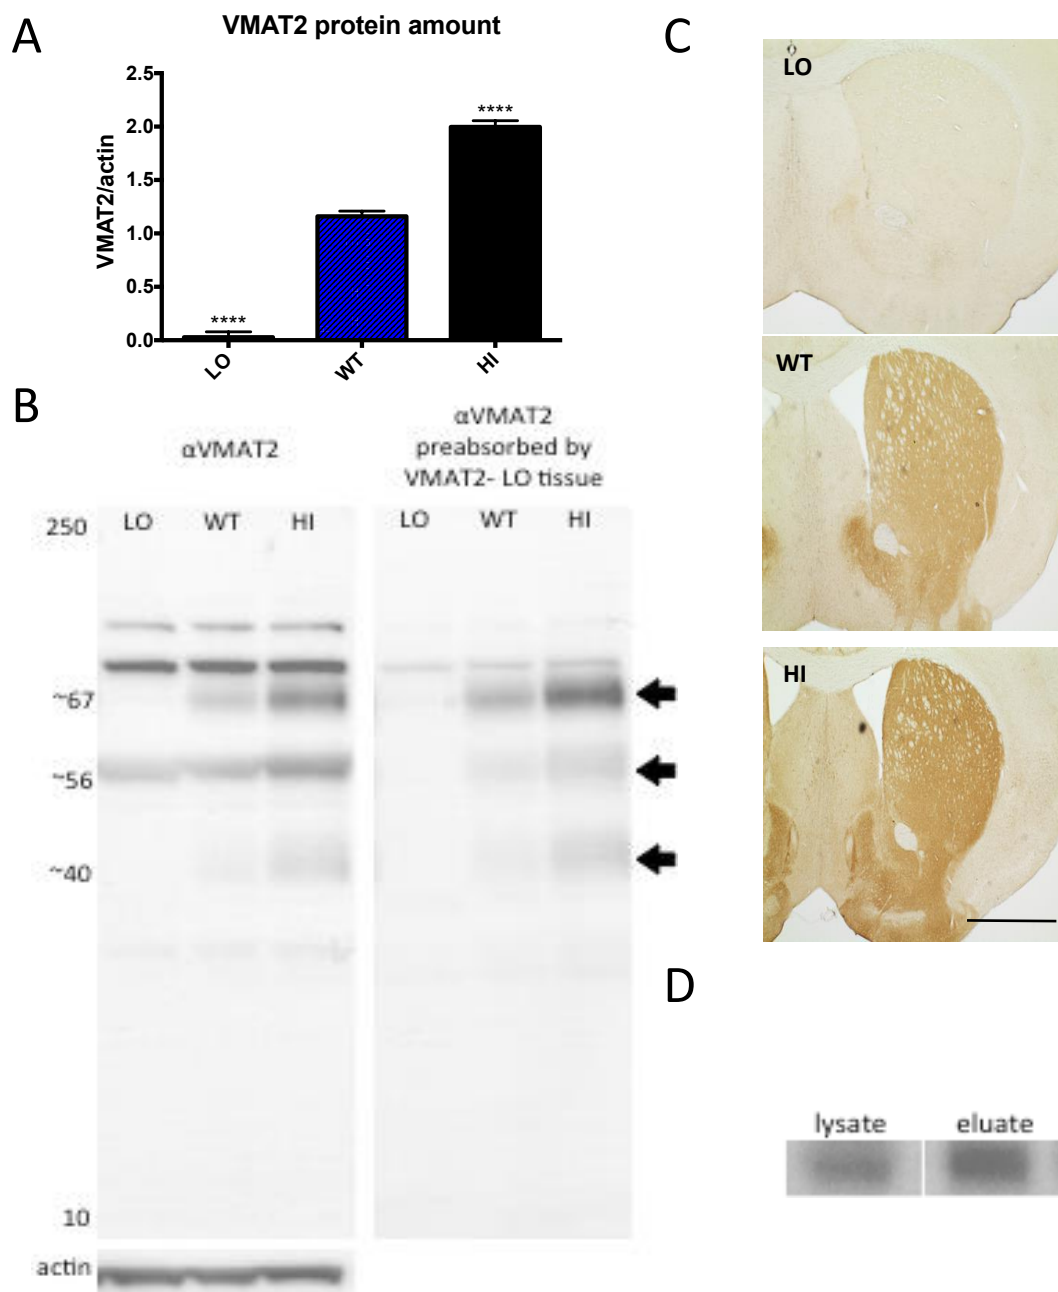 A
VMAT2 protein amount
VMAT2/actin
2.5
2.0
1.5
1.0
0.5
0.0
****
****
LO
WT
HI
B
αVMAT2
αVMAT2
preabsorbed by
VMAT2- LO tissue
250
LO
WT
HI
LO
WT
HI
~67
~56
~40
10
actin
C
LO
WT
HI
D
lysate
eluate